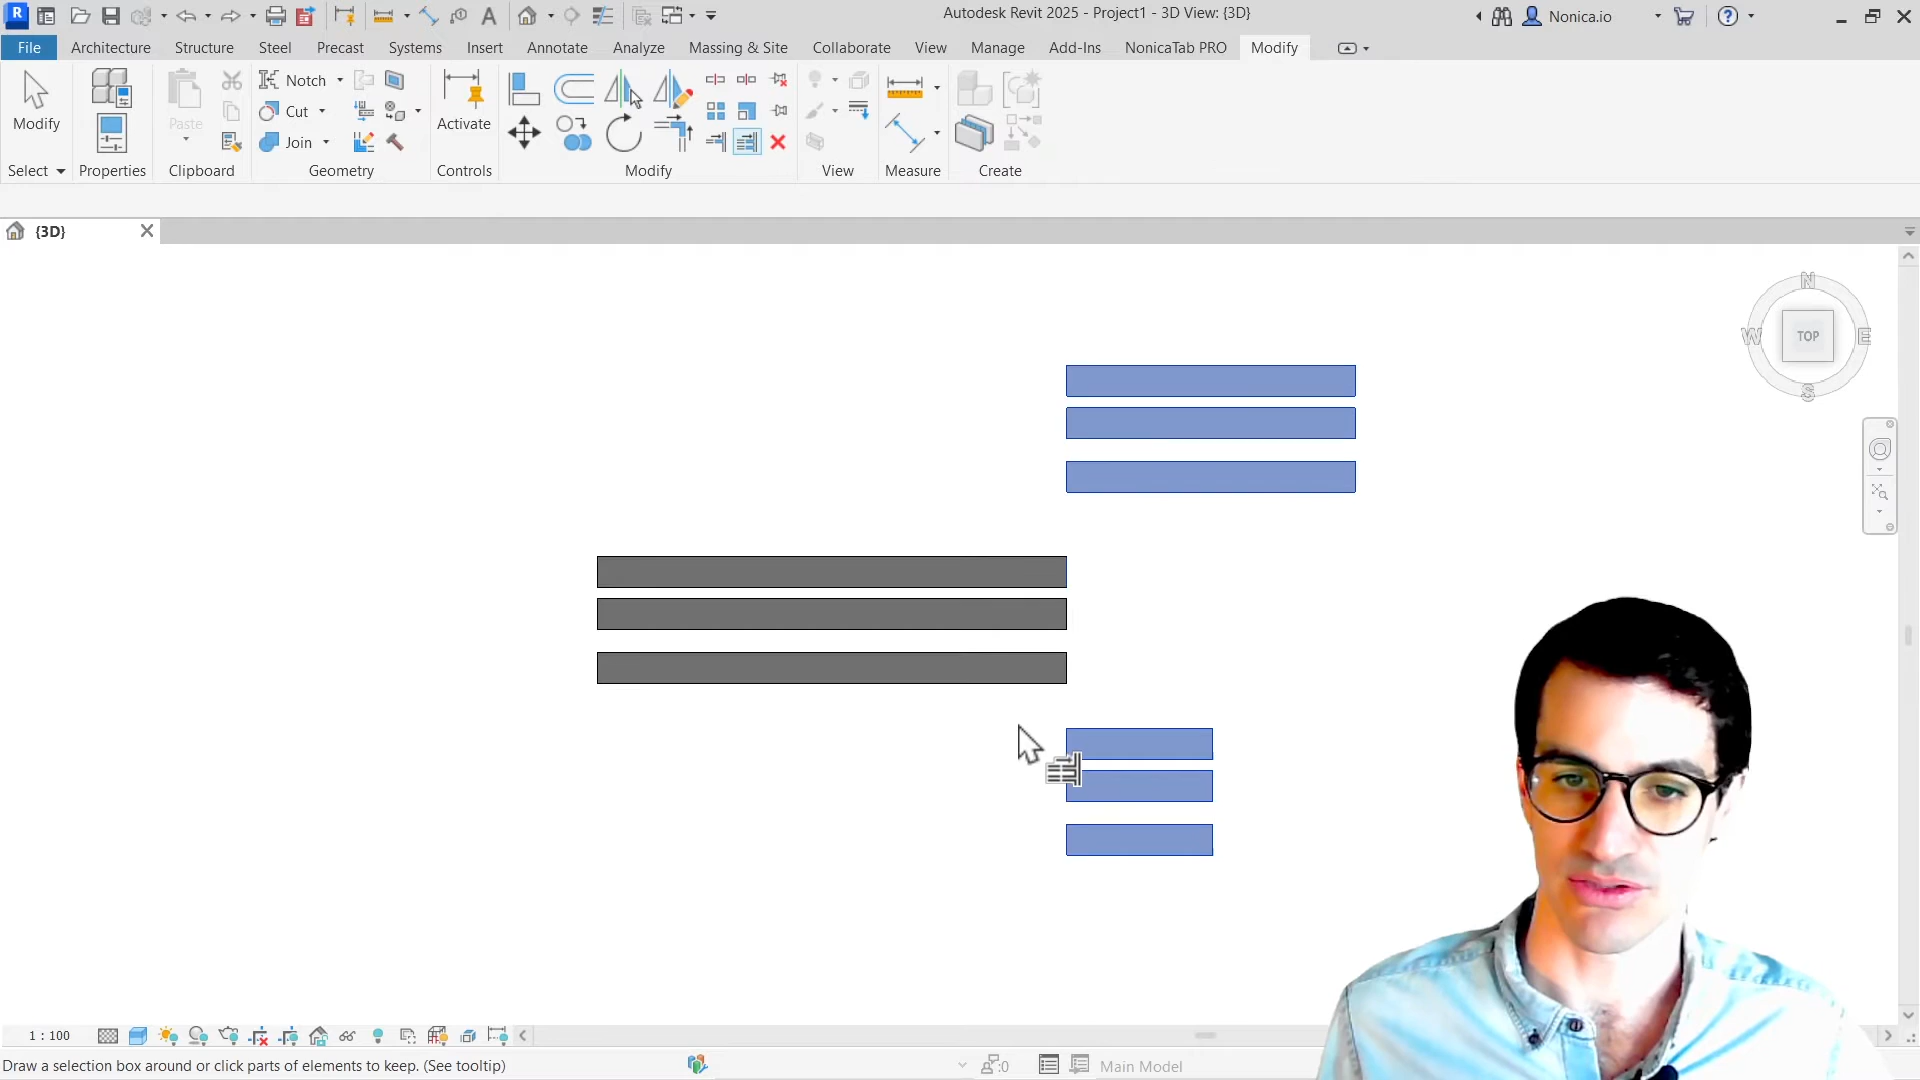 R
Autodesk Revit 2025 - Project1 - 3D View: {3D}
Nonica.io
File
Architecture
Structure
Steel
Precast
Systems
Insert
Annotate
Analyze
Massing & Site
Collaborate
View
Manage
Add-Ins
NonicaTab PRO
Modify
Modify
Paste
Notch
Cut
Join
Activate
Select
Properties
Clipboard
Geometry
Controls
Modify
View
Measure
Create
{3D}
N
W
TOP
E
S
1 : 100
Draw a selection box around or click parts of elements to keep. (See tooltip)
:0
Main Model